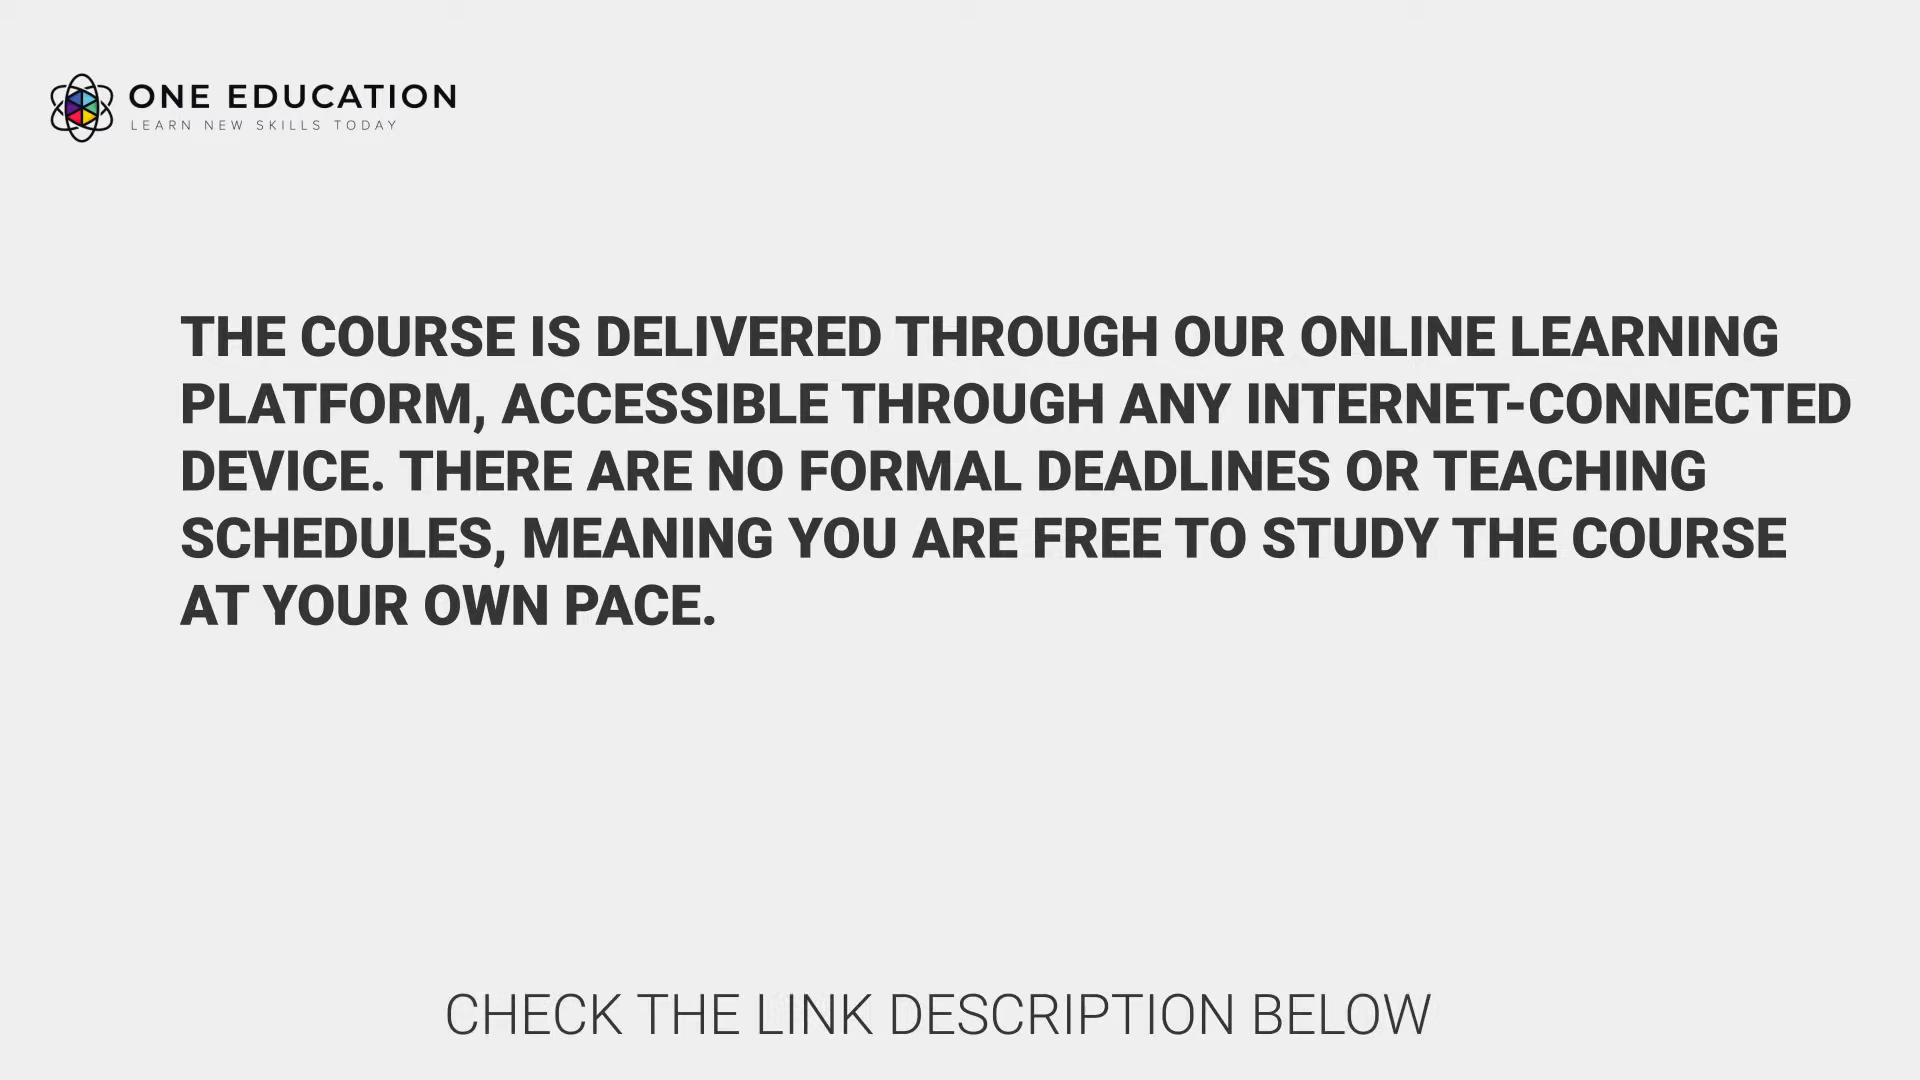 ONE EDUCATION
LEARN NEW SKILLS TODAY
THE COURSE IS DELIVERED THROUGH OUR ONLINE LEARNING
PLATFORM, ACCESSIBLE THROUGH ANY INTERNET-CONNECTED
DEVICE. THERE ARE NO FORMAL DEADLINES OR TEACHING
SCHEDULES, MEANING YOU ARE FREE TO STUDY THE COURSE
AT YOUR OWN PACE.
CHECK THE LINK DESCRIPTION BELOW